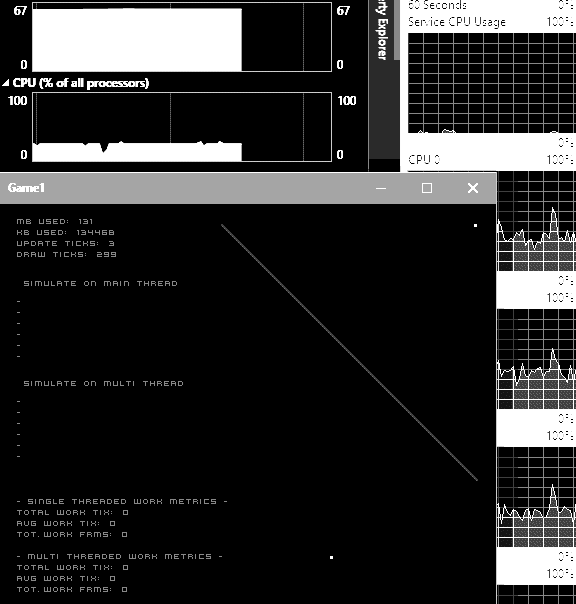 67
67
0
0
CPU (% of all processors)
100
100
0
0
rty Explorer
60 Seconds
0%
Service CPU Usage
100%
0%
CPU 0
100%
0%
100%
0%
100%
0%
100%
Game1
MB USED: 131
KB USED: 134468
UPDATE TICKS: 3
DRAW TICKS: 299
SIMULATE ON MAIN THREAD
-
-
-
-
-
-
SIMULATE ON MULTI THREAD
-
-
-
-
-
-
- SINGLE THREADED WORK METRICS -
TOTAL WORK TIX: 0
AVG WORK TIX: 0
TOT. WORK FRMS: 0
- MULTI THREADED WORK METRICS -
TOTAL WORK TIX: 0
AVG WORK TIX: 0
TOT. WORK FRMS: 0